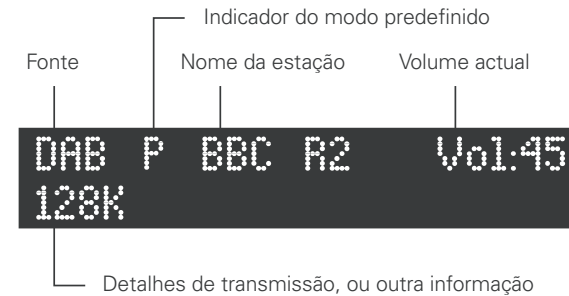 Indicador do modo predefinido
Fonte Nome da estação Volume actual
DAB P BBC R2 Vol:45
128K
Detalhes de transmissão, ou outra informação